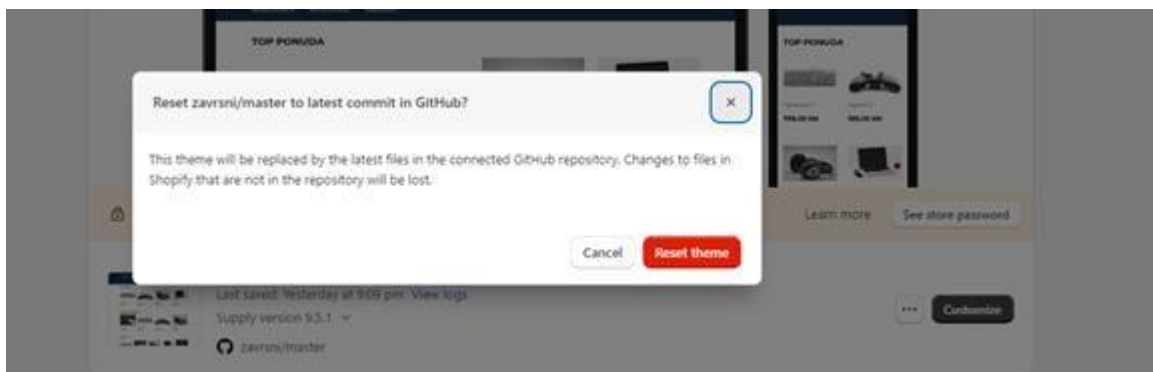 TOP PONUDA
TOP PONUDA
Reset zavrsni/master to latest commit in GitHub?
This theme will be replaced by the latest files in the connected GitHub repository. Changes to files in
Shopify that are not in the repository will be lost.
Cancel
Reset theme
Learn more
See store password
Last saved: Yesterday at 9:09 pm View logs
Supply version 9.5.1
Customize
zavrsni/master